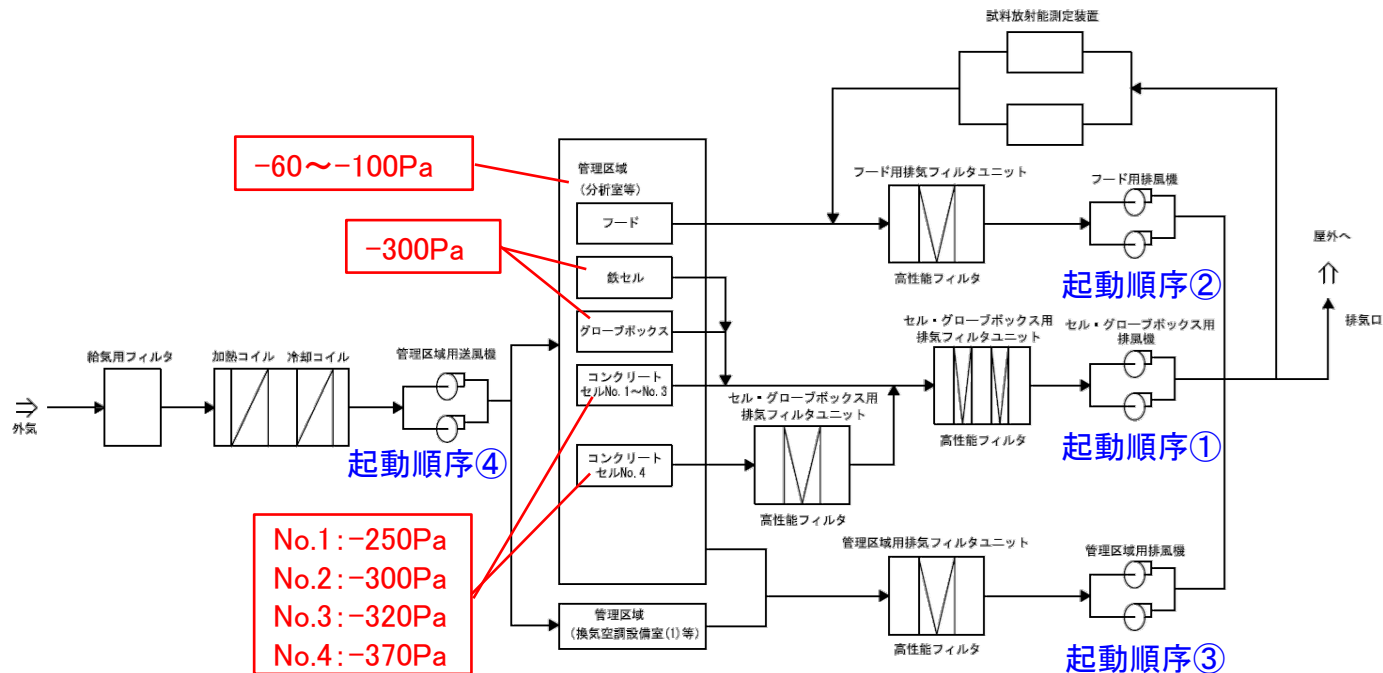 試料放射能測定装置
−60～−100Pa
管理区域
(分析室等)
フード
フード用排気フィルタユニット
高性能フィルタ
フード用排風機
起動順序②
屋外へ
⇑
排気口
−300Pa
鉄セル
グローブボックス
コンクリート
セルNo.1～No.3
コンクリート
セルNo.4
セル・グローブボックス用
排気フィルタユニット
高性能フィルタ
セル・グローブボックス用
排気フィルタユニット
高性能フィルタ
セル・グローブボックス用
排風機
起動順序①
⇒
外気
給気用フィルタ
加熱コイル
冷却コイル
管理区域用送風機
起動順序④
No.1:−250Pa
No.2:−300Pa
No.3:−320Pa
No.4:−370Pa
管理区域
(換気空調設備室(1)等)
管理区域用排気フィルタユニット
高性能フィルタ
管理区域用排風機
起動順序③